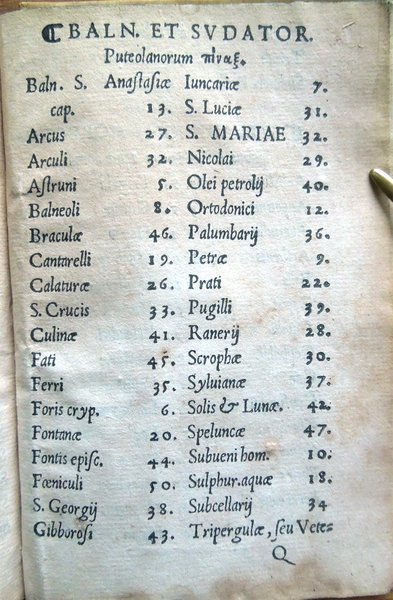 ☾BALN. ET SVDATOR.
Puteolanorum πίναξ.
Baln. S. Anastasiæ
cap. 13.
Arcus 27.
Arculi 32.
Astruni 5.
Balneoli 8.
Braculæ 46.
Cantarelli 19.
Calaturæ 26.
S. Crucis 33.
Culinæ 41.
Fati 45.
Ferri 35.
Foris cryp. 6.
Fontanæ 20.
Fontis episc. 44.
Fœniculi 50.
S. Georgij 38.
Gibborosi 43.
Iuncariæ 7.
S. Luciæ 31.
S. MARIAE 32.
Nicolai 29.
Olei petrolij 40.
Ortodonici 12.
Palumbarij 36.
Petræ 9.
Prati 22.
Pugilli 39.
Ranerij 28.
Scrophæ 30.
Syluianæ 37.
Solis & Lunæ. 42.
Speluncæ 47.
Subueni hom. 10.
Sulphur. aquæ 18.
Subcellarij 34
Tripergulæ, seu Vete=
Q